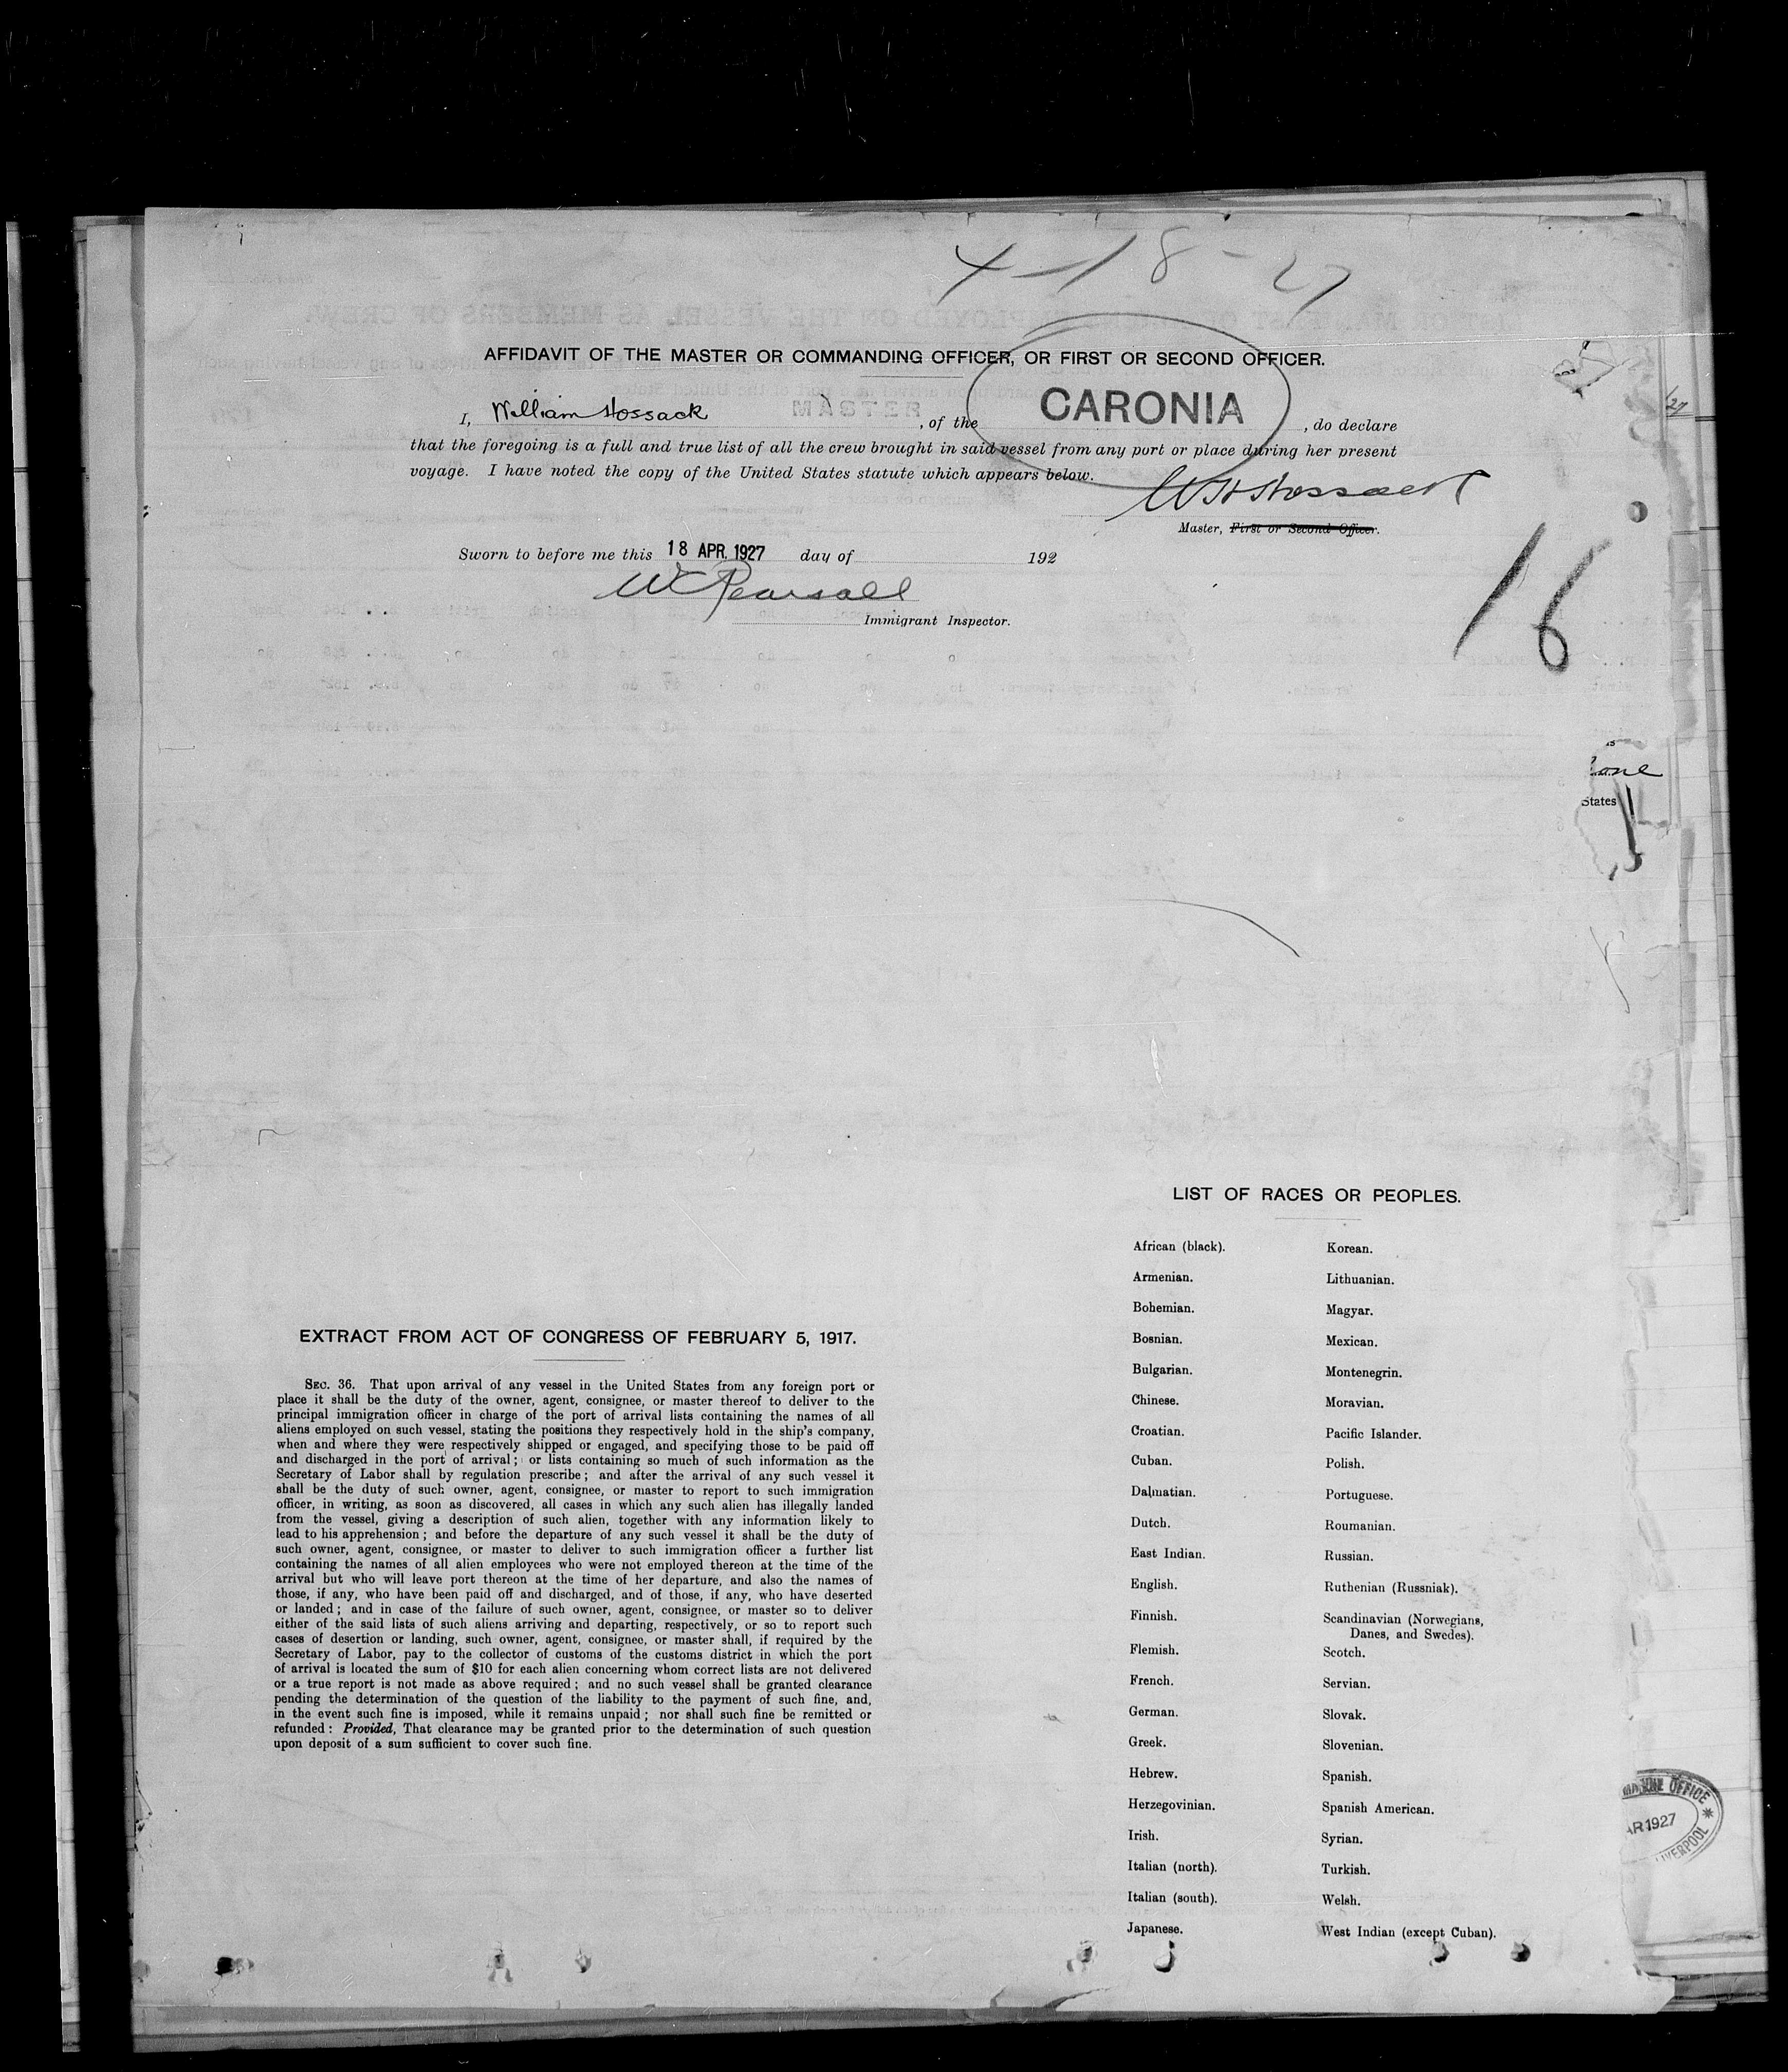 4-18-27
AFFIDAVIT OF THE MASTER OR COMMANDING OFFICER, OR FIRST OR SECOND OFFICER.
I, William Hossack MASTER, of the CARONIA, do declare
that the foregoing is a full and true list of all the crew brought in said vessel from any port or place during her present
voyage. I have noted the copy of the United States statute which appears below.
W Hossack
Master, First or Second Officer.
Sworn to before me this 18 APR. 1927 day of 192
WC Pearsall
Immigrant Inspector.
16
States
LIST OF RACES OR PEOPLES.
African (black). Korean.
Armenian. Lithuanian.
Bohemian. Magyar.
Bosnian. Mexican.
Bulgarian. Montenegrin.
Chinese. Moravian.
Croatian. Pacific Islander.
Cuban. Polish.
Dalmatian. Portuguese.
Dutch. Roumanian.
East Indian. Russian.
English. Ruthenian (Russniak).
Finnish. Scandinavian (Norwegians,
Danes, and Swedes).
Flemish. Scotch.
French. Servian.
German. Slovak.
Greek. Slovenian.
Hebrew. Spanish.
Herzegovinian. Spanish American.
Irish. Syrian.
Italian (north). Turkish.
Italian (south). Welsh.
Japanese. West Indian (except Cuban).
EXTRACT FROM ACT OF CONGRESS OF FEBRUARY 5, 1917.
SEC. 36. That upon arrival of any vessel in the United States from any foreign port or
place it shall be the duty of the owner, agent, consignee, or master thereof to deliver to the
principal immigration officer in charge of the port of arrival lists containing the names of all
aliens employed on such vessel, stating the positions they respectively hold in the ship's company,
when and where they were respectively shipped or engaged, and specifying those to be paid off
and discharged in the port of arrival; or lists containing so much of such information as the
Secretary of Labor shall by regulation prescribe; and after the arrival of any such vessel it
shall be the duty of such owner, agent, consignee, or master to report to such immigration
officer, in writing, as soon as discovered, all cases in which any such alien has illegally landed
from the vessel, giving a description of such alien, together with any information likely to
lead to his apprehension; and before the departure of any such vessel it shall be the duty of
such owner, agent, consignee, or master to deliver to such immigration officer a further list
containing the names of all alien employees who were not employed thereon at the time of the
arrival but who will leave port thereon at the time of her departure, and also the names of
those, if any, who have been paid off and discharged, and of those, if any, who have deserted
or landed; and in case of the failure of such owner, agent, consignee, or master so to deliver
either of the said lists of such aliens arriving and departing, respectively, or so to report such
cases of desertion or landing, such owner, agent, consignee, or master shall, if required by the
Secretary of Labor, pay to the collector of customs of the customs district in which the port
of arrival is located the sum of $10 for each alien concerning whom correct lists are not delivered
or a true report is not made as above required; and no such vessel shall be granted clearance
pending the determination of the question of the liability to the payment of such fine, and,
in the event such fine is imposed, while it remains unpaid; nor shall such fine be remitted or
refunded: Provided, That clearance may be granted prior to the determination of such question
upon deposit of a sum sufficient to cover such fine.
OFFICE
1927